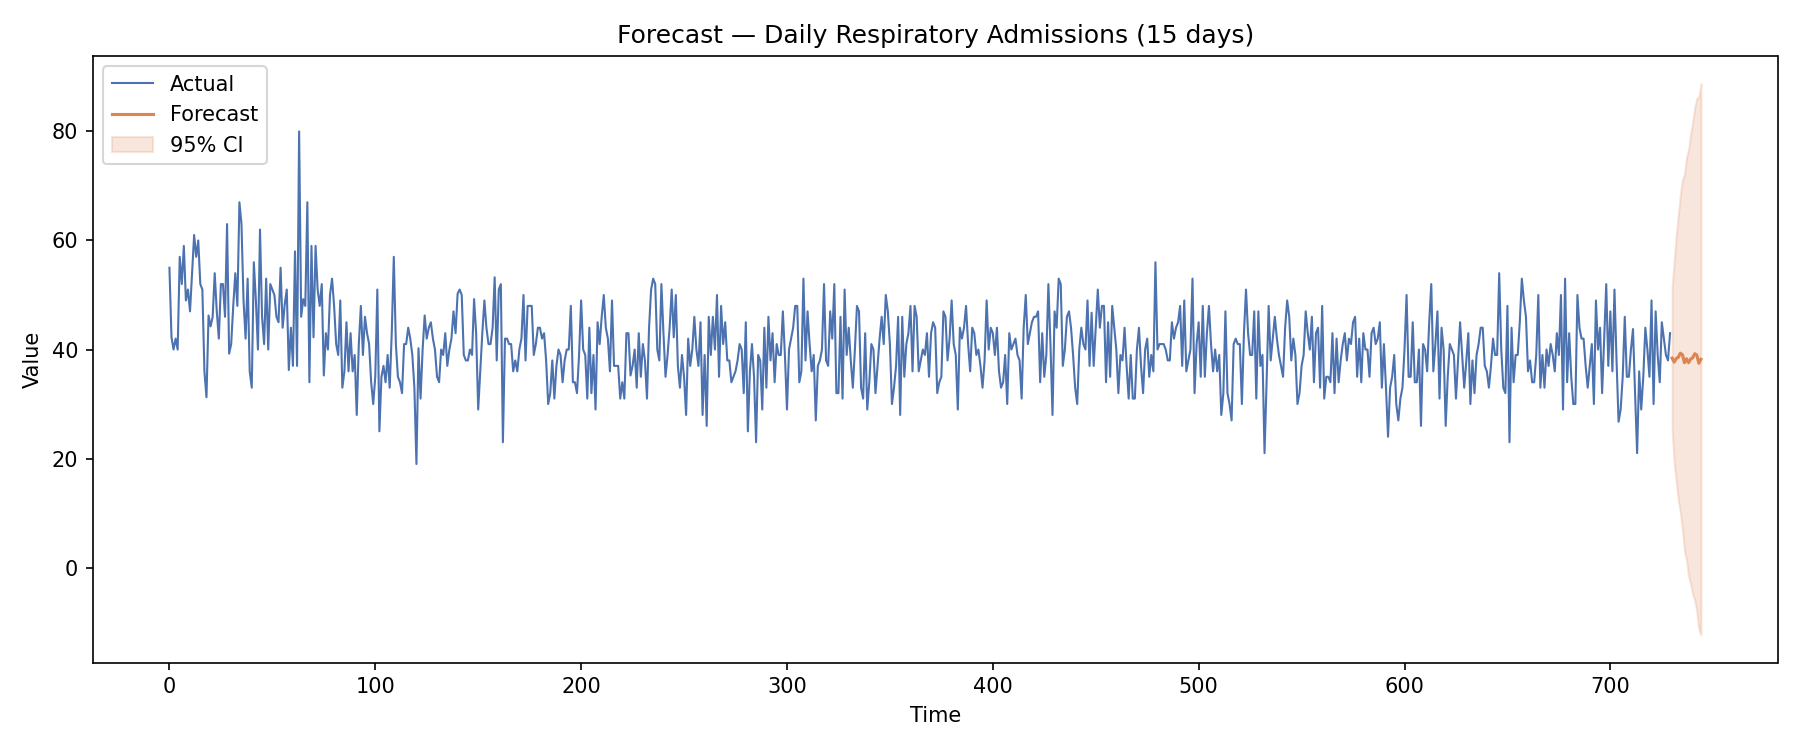 Forecast — Daily Respiratory Admissions (15 days)
Actual
Forecast
95% CI
80
60
40
20
0
Value
0 100 200 300 400 500 600 700
Time